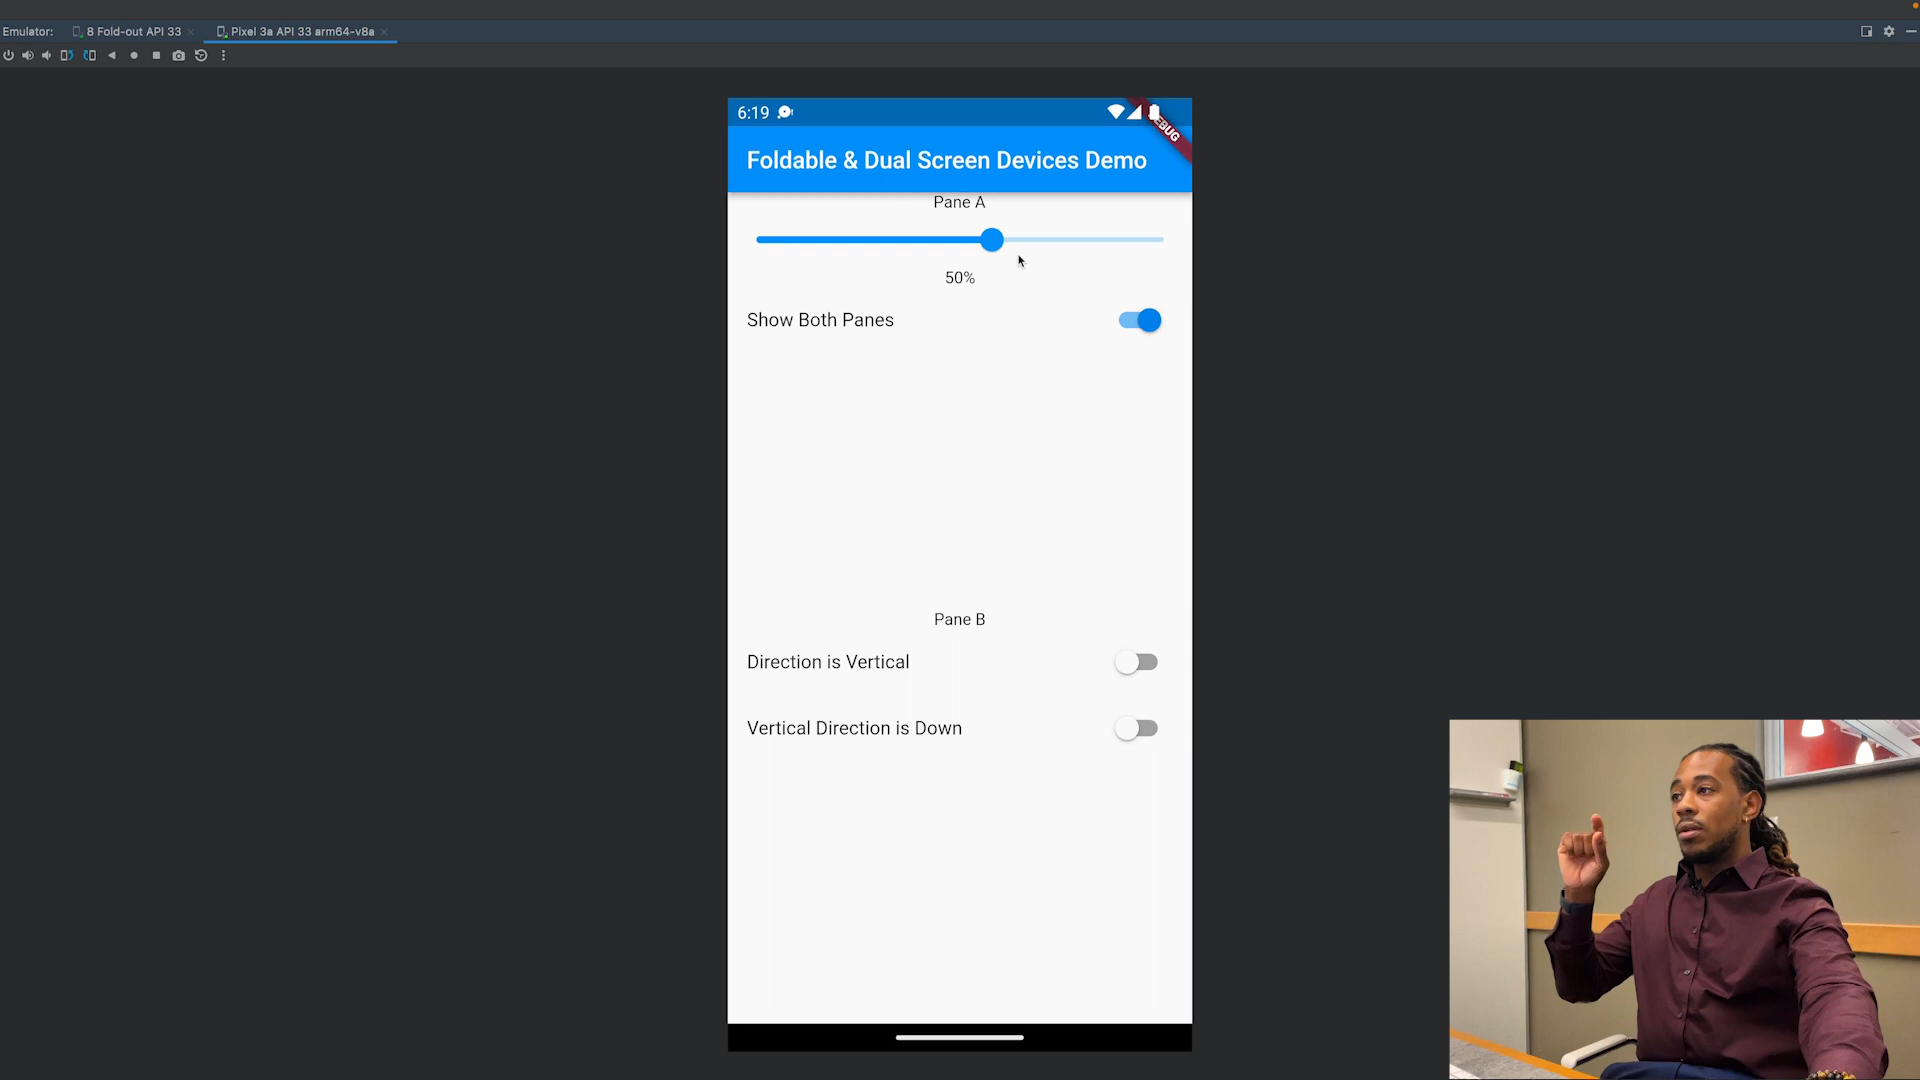 Emulator: 8 Fold-out API 33 Pixel 3a API 33 arm64-v8a
6:19
DEBUG
Foldable & Dual Screen Devices Demo
Pane A
50%
Show Both Panes
Pane B
Direction is Vertical
Vertical Direction is Down